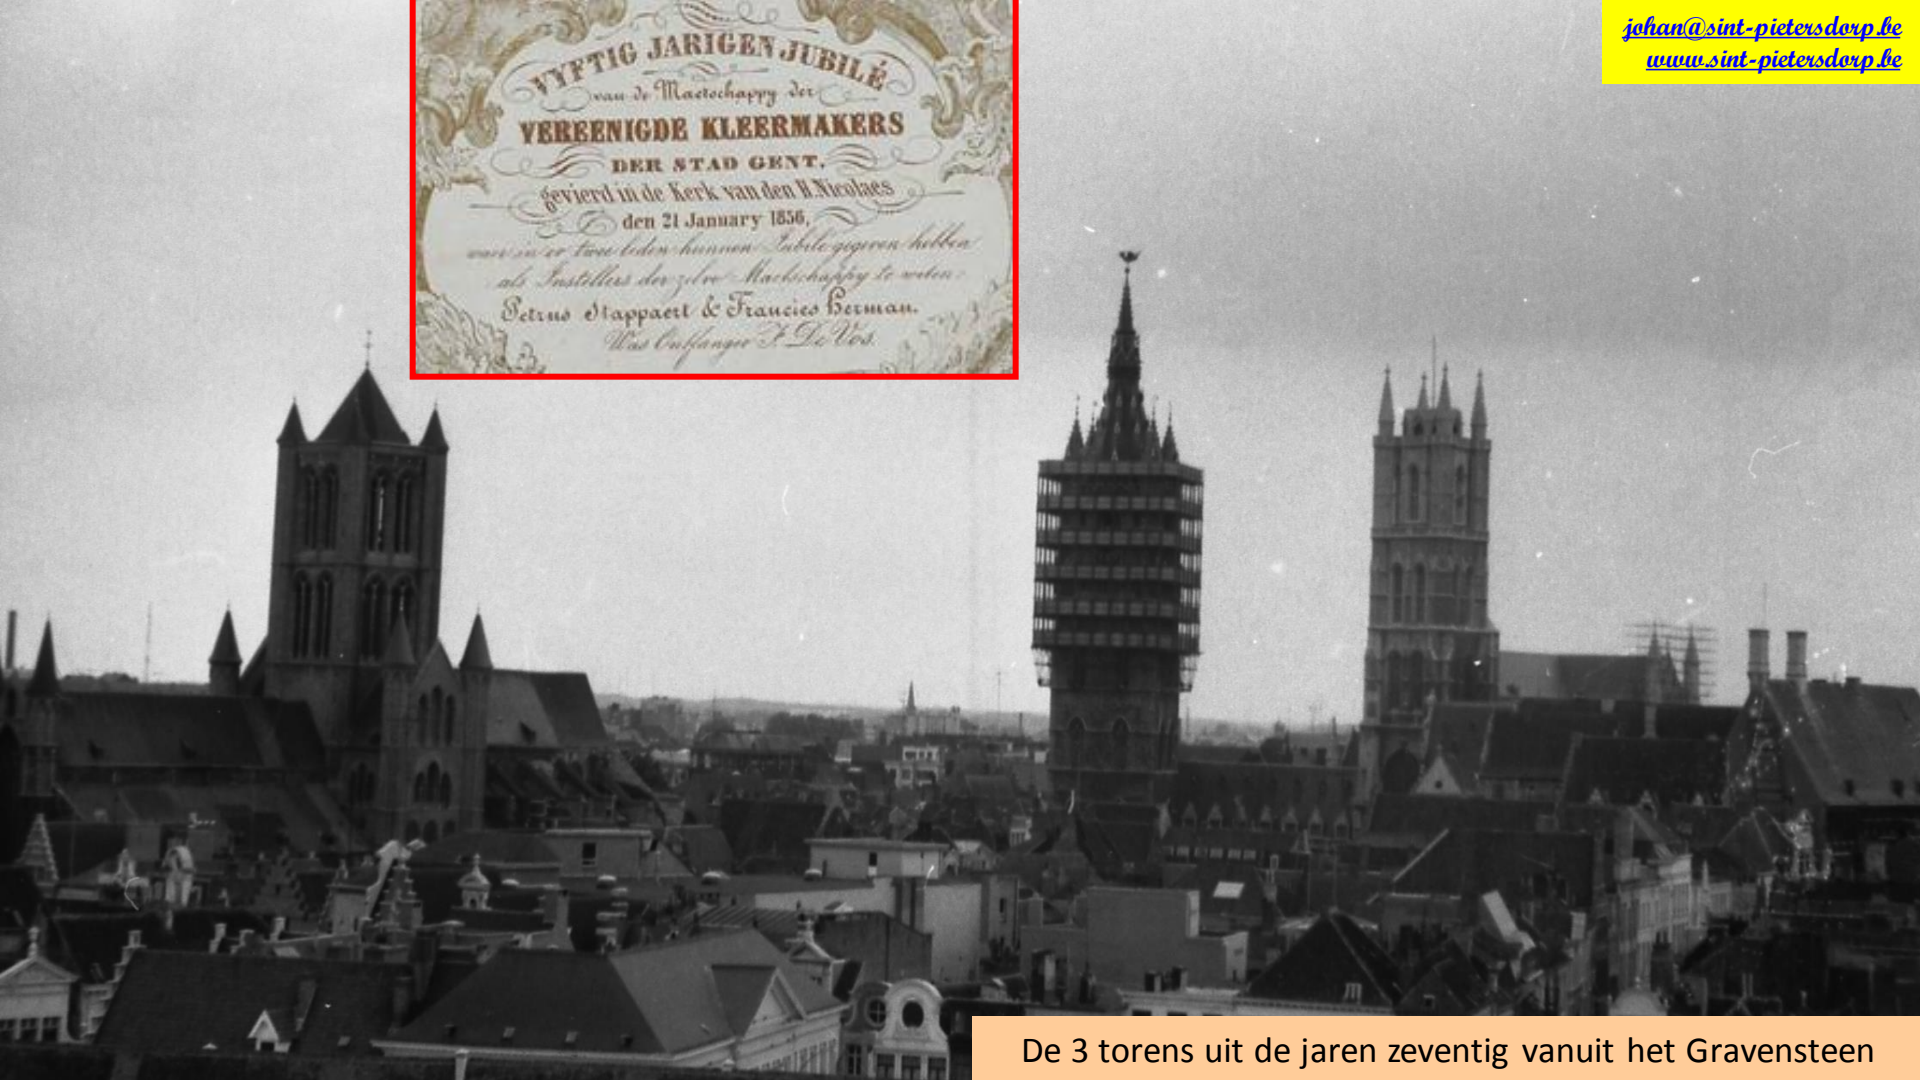 VYFTIG JARIGEN JUBILÉ
van de Maetschappy der
VEREENIGDE KLEERMAKERS
DER STAD GENT,
gevierd in de Kerk van den H. Nicolaes
den 21 January 1856,
waer in er twee leden hunnen Jubilé gegeven hebben
als Instellers der zelve Maetschappy te weten:
Petrus Stappaert & Francies Herman.
Was Ontfanger F. De Vos.
johan@sint-pietersdorp.be
www.sint-pietersdorp.be
De 3 torens uit de jaren zeventig vanuit het Gravensteen